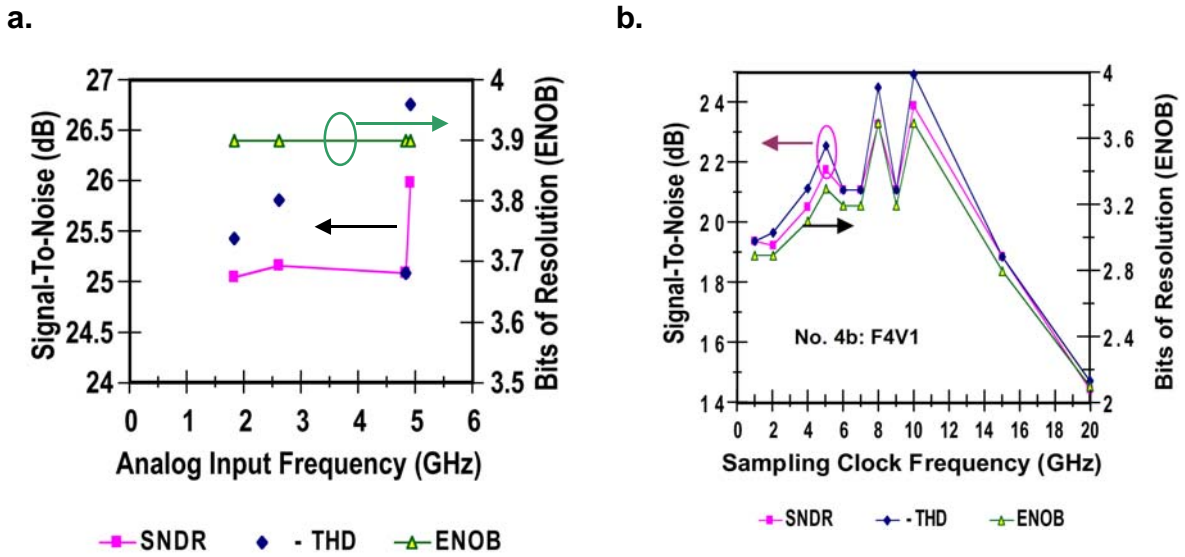 a.
27
26.5
26
25.5
25
24.5
24
Signal-To-Noise (dB)
4
3.9
3.8
3.7
3.6
3.5
Bits of Resolution (ENOB)
0 1 2 3 4 5 6
Analog Input Frequency (GHz)
SNDR - THD ENOB
b.
24
22
20
18
16
14
Signal-To-Noise (dB)
4
3.6
3.2
2.8
2.4
2
Bits of Resolution (ENOB)
No. 4b: F4V1
0 2 4 6 8 10 12 14 16 18 20
Sampling Clock Frequency (GHz)
SNDR - THD ENOB